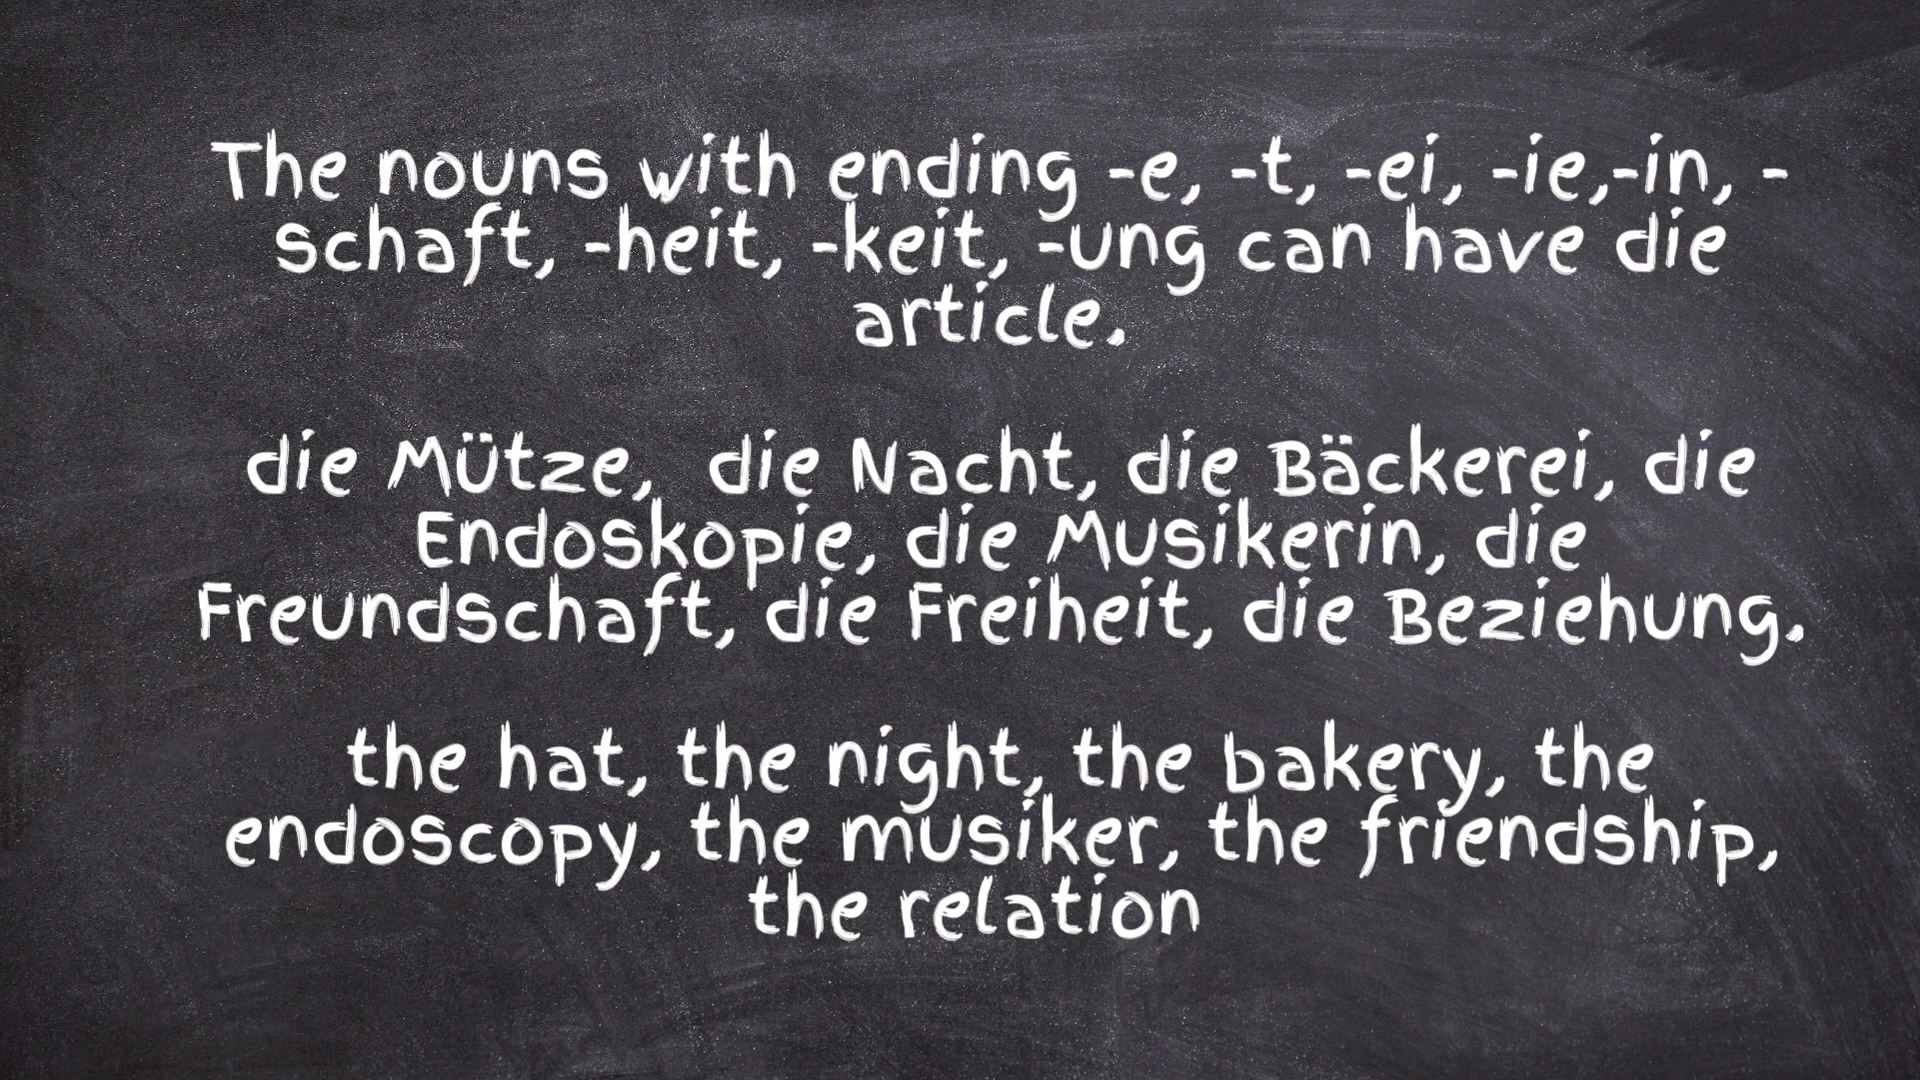 The nouns with ending -e, -t, -ei, -ie,-in, -
schaft, -heit, -keit, -ung can have die
article.
die Mütze, die Nacht, die Bäckerei, die
Endoskopie, die Musikerin, die
Freundschaft, die Freiheit, die Beziehung.
the hat, the night, the bakery, the
endoscopy, the musiker, the friendship,
the relation